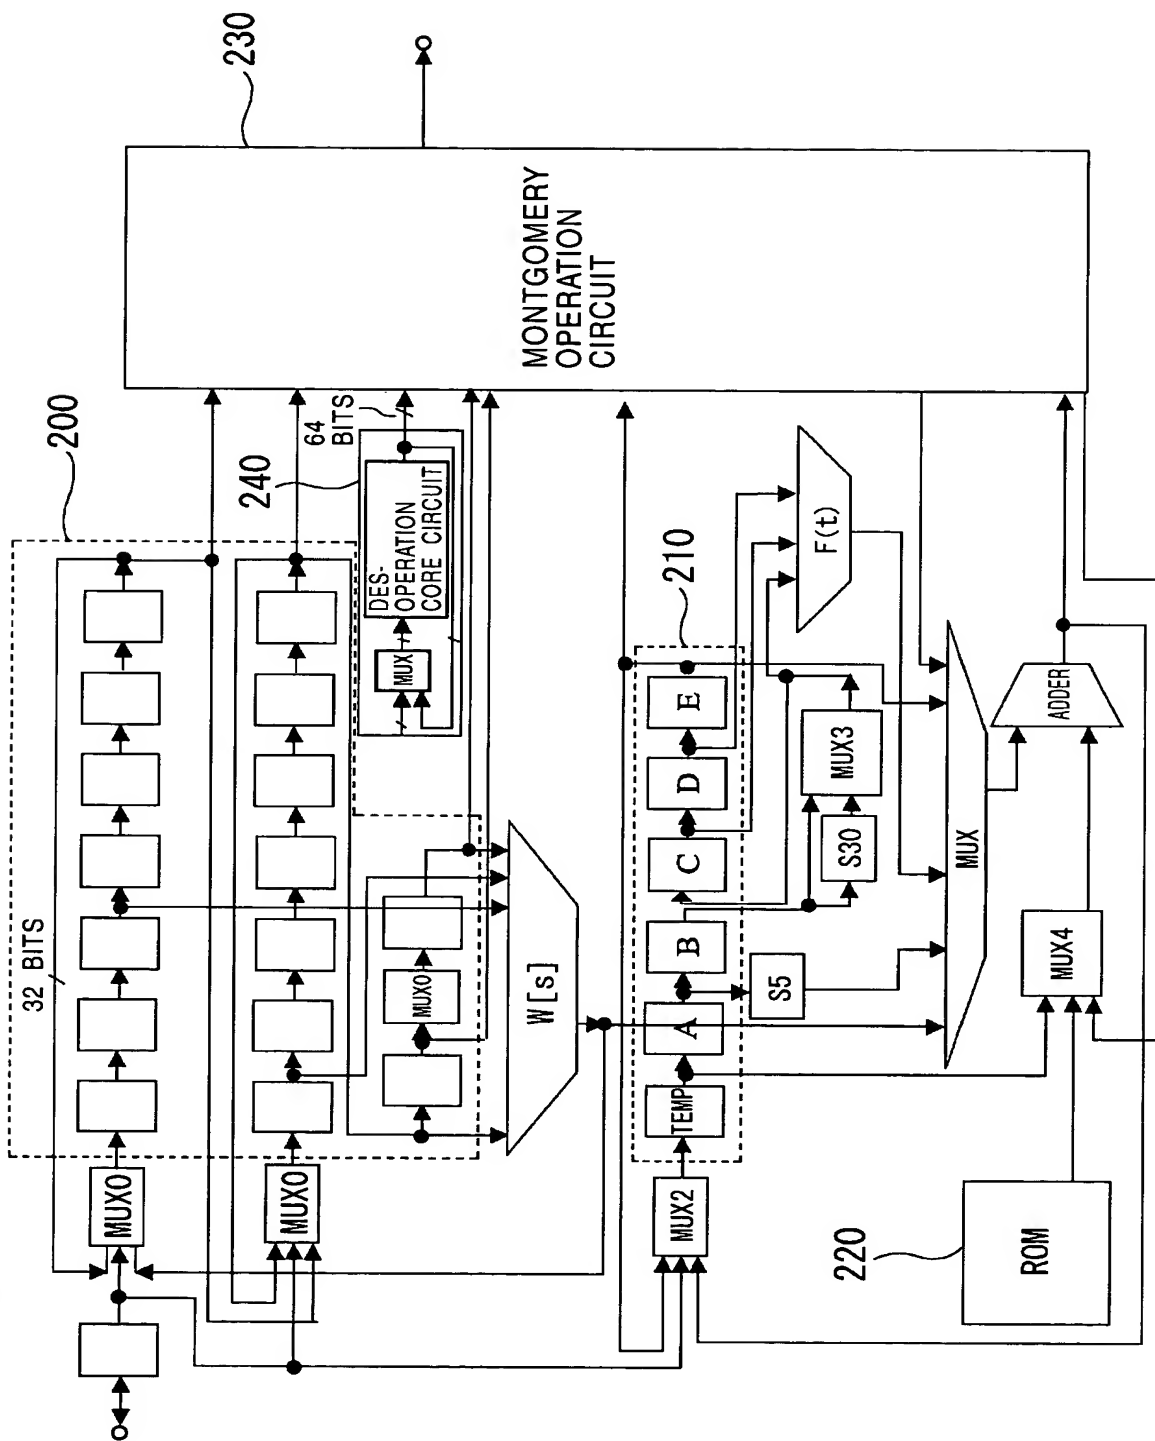 230
200
32 BITS
64
BITS
240
MONTGOMERY
OPERATION
CIRCUIT
DES-
OPERATION
CORE CIRCUIT
MUX
MUX0
MUX0
MUX0
W[s]
210
F(t)
MUX2
TEMP
A
B
C
D
E
S5
S30
MUX3
MUX
ADDER
MUX4
220
ROM